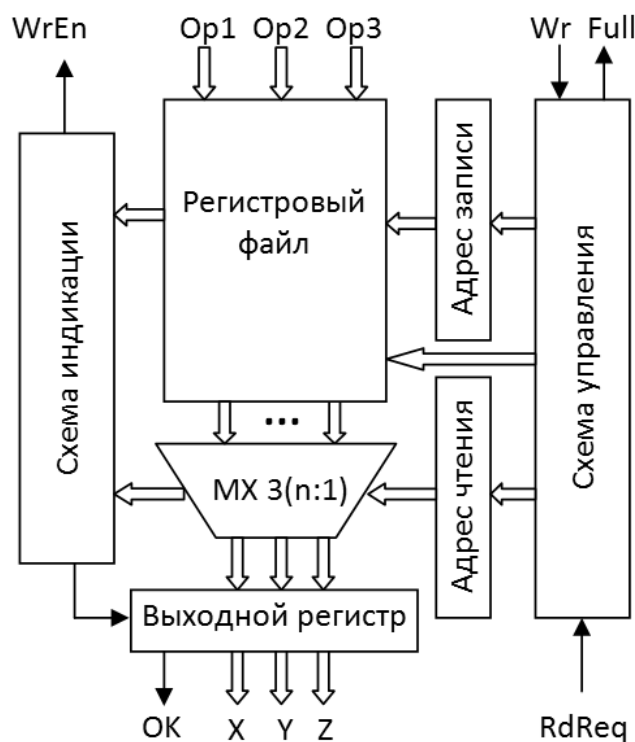 WrEn Op1 Op2 Op3 Wr Full
Схема индикации
Регистровый
файл
Адрес записи
Схема управления
...
MX 3(n:1)
Адрес чтения
Выходной регистр
OK X Y Z RdReq